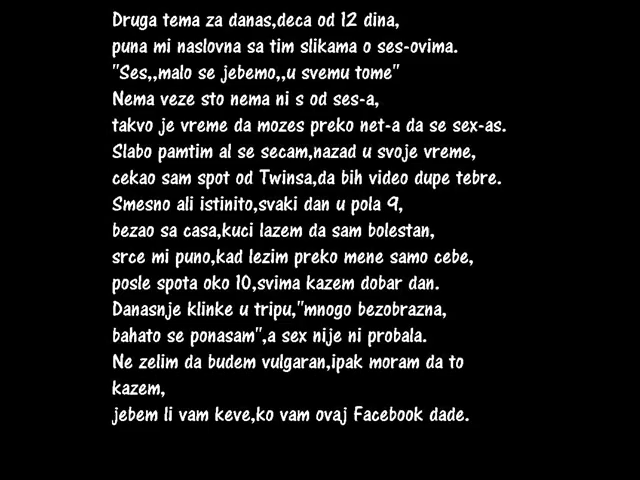 Druga tema za danas,deca od 12 dina,
puna mi naslovna sa tim slikama o ses-ovima.
"Ses,,malo se jebemo,,u svemu tome"
Nema veze sto nema ni s od ses-a,
takvo je vreme da mozes preko net-a da se sex-as.
Slabo pamtim al se secam,nazad u svoje vreme,
cekao sam spot od Twinsa,da bih video dupe tebre.
Smesno ali istinito,svaki dan u pola 9,
bezao sa casa,kuci lazem da sam bolestan,
srce mi puno,kad lezim preko mene samo cebe,
posle spota oko 10,svima kazem dobar dan.
Danasnje klinke u tripu,"mnogo bezobrazna,
bahato se ponasam",a sex nije ni probala.
Ne zelim da budem vulgaran,ipak moram da to
kazem,
jebem li vam keve,ko vam ovaj Facebook dade.